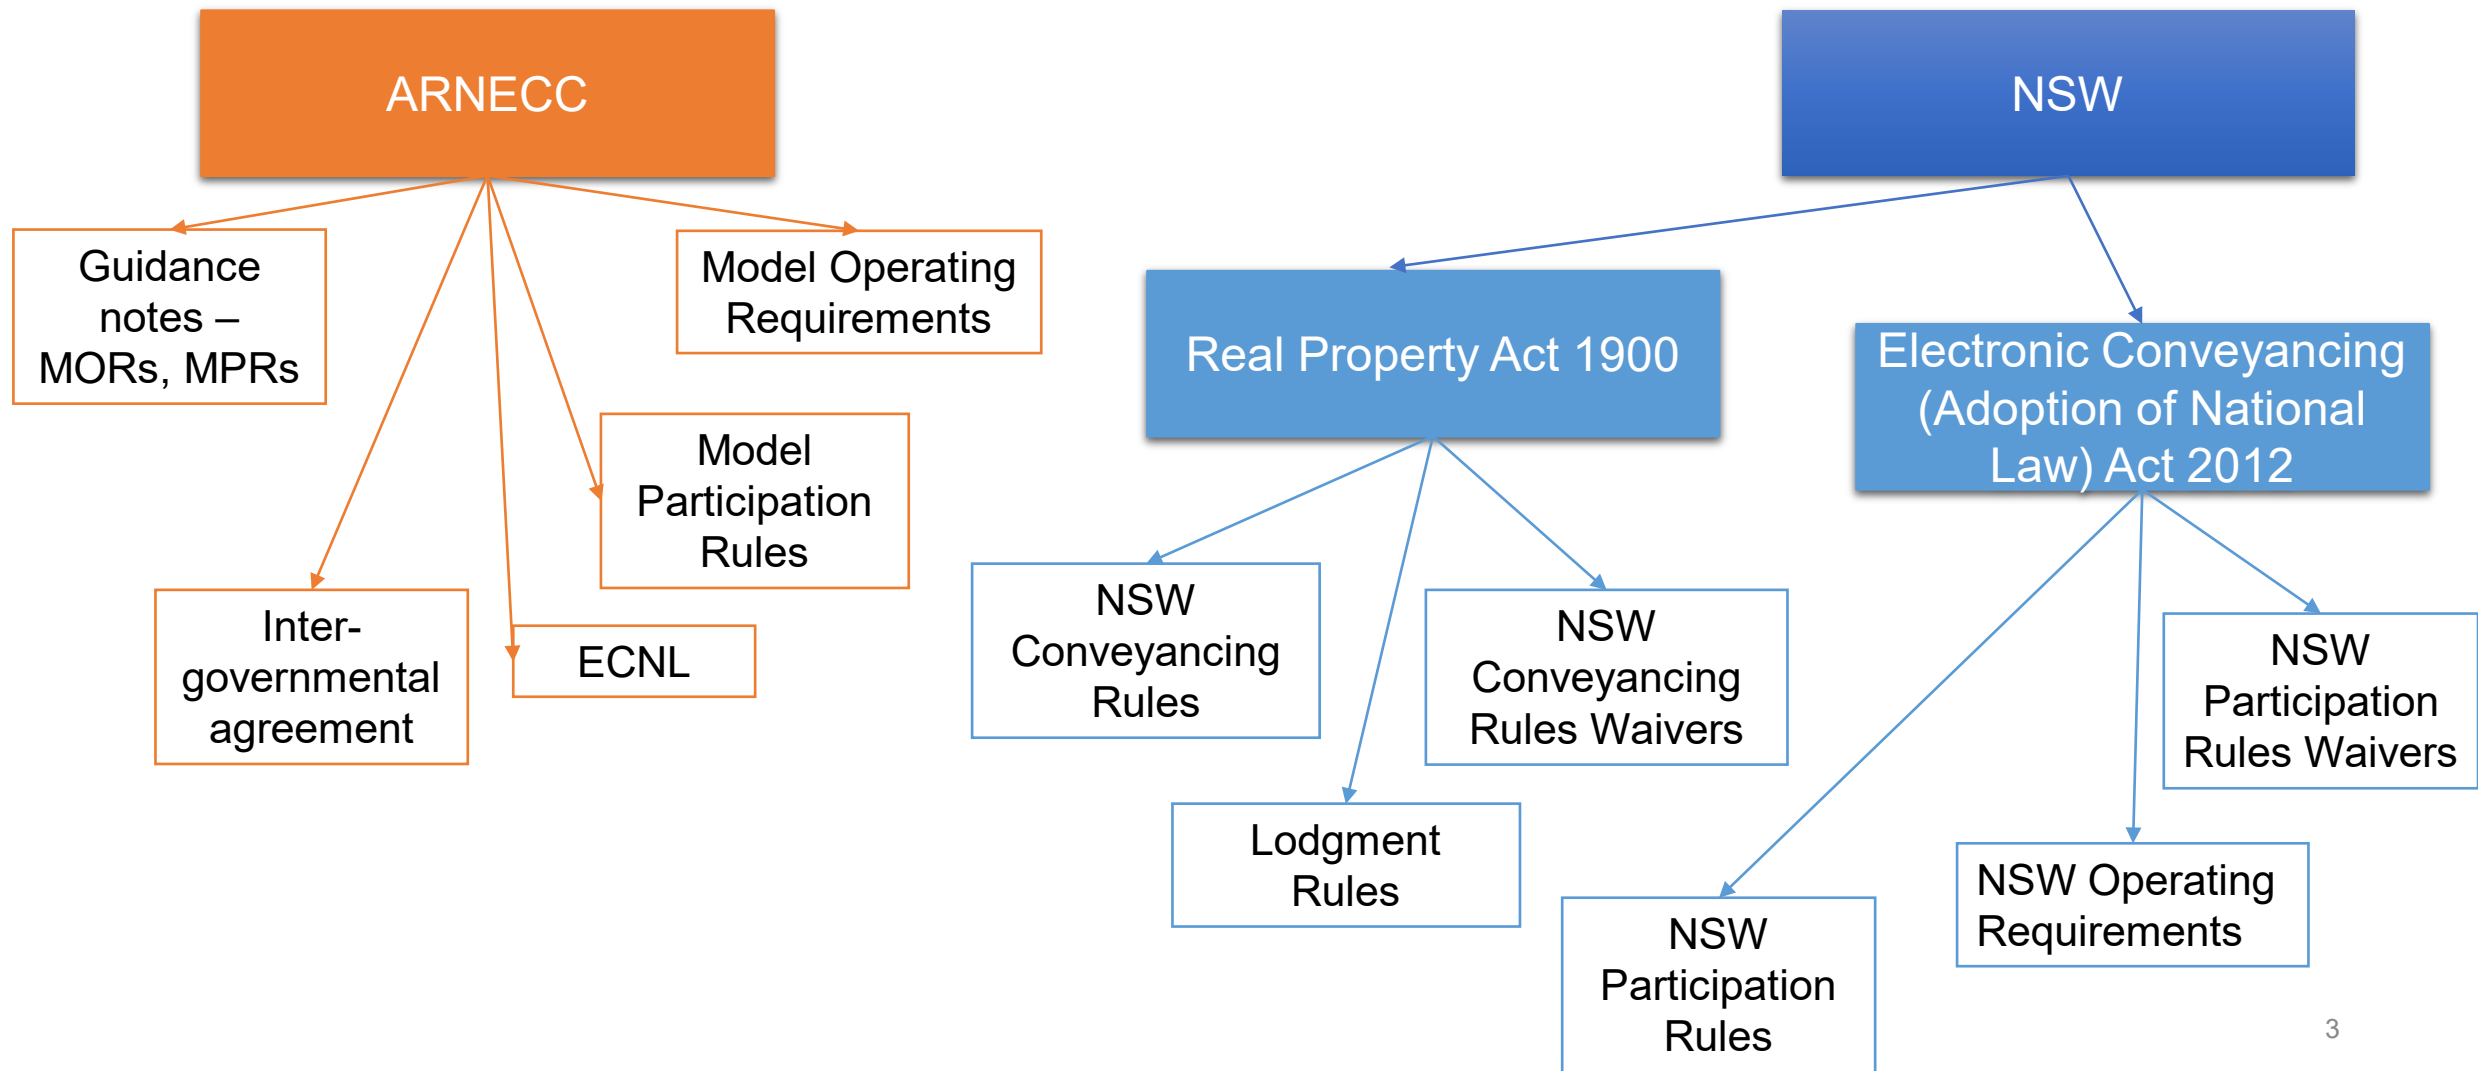 ARNECC
Guidance
notes –
MORs, MPRs
Model Operating
Requirements
Model
Participation
Rules
Inter-
governmental
agreement
ECNL
NSW
Real Property Act 1900
Electronic Conveyancing
(Adoption of National
Law) Act 2012
NSW
Conveyancing
Rules
NSW
Conveyancing
Rules Waivers
Lodgment
Rules
NSW
Participation
Rules
NSW Operating
Requirements
NSW
Participation
Rules Waivers
3